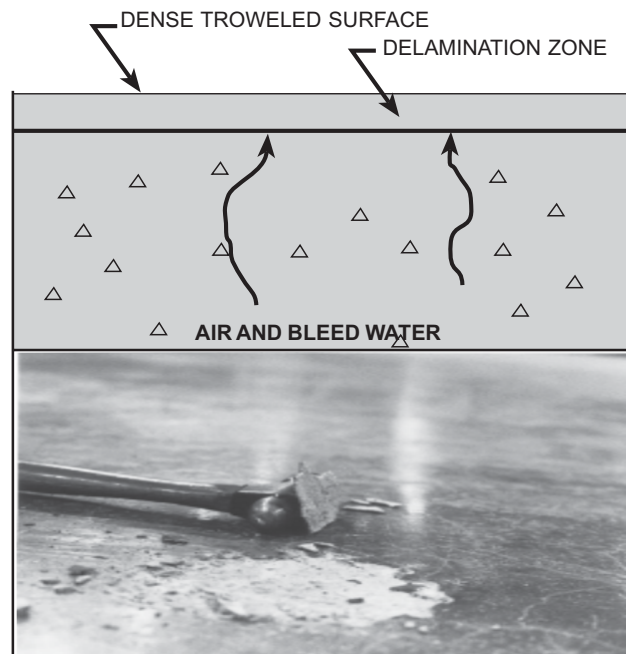 DENSE TROWELED SURFACE
DELAMINATION ZONE
AIR AND BLEED WATER